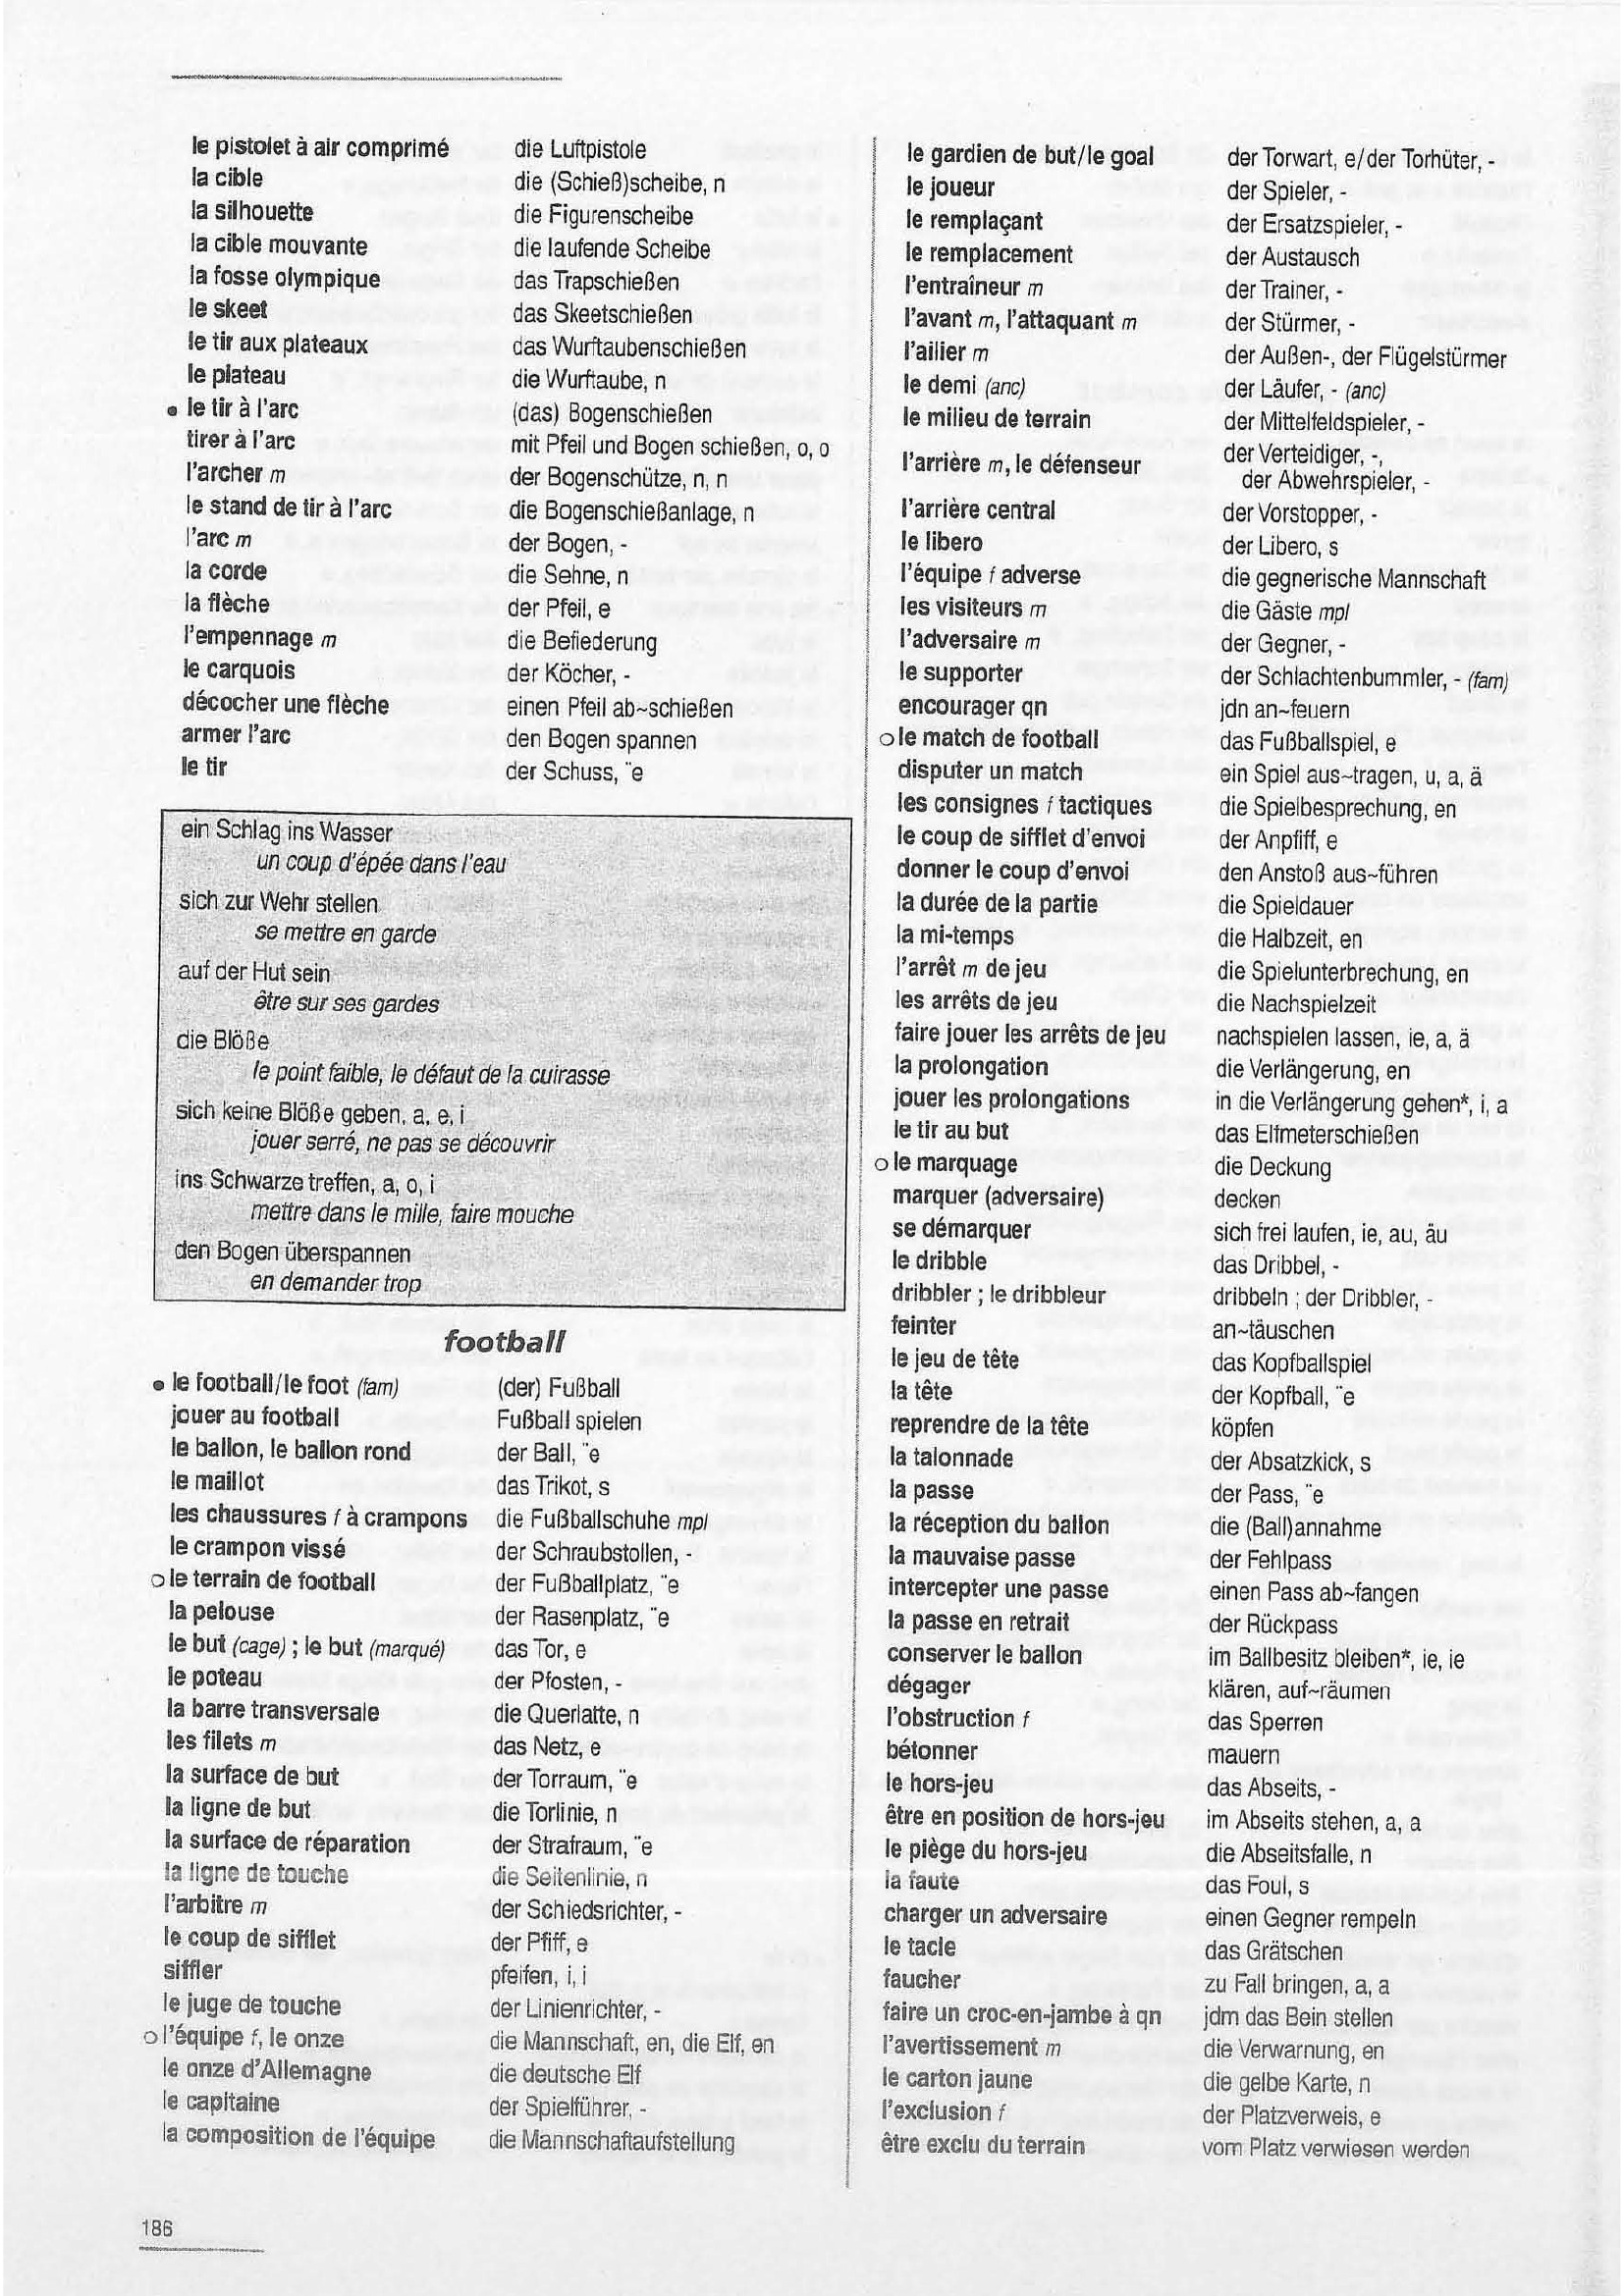 le pistolet à air comprimé die Luftpistole
la cible die (Schieß)scheibe, n
la silhouette die Figurenscheibe
la cible mouvante die laufende Scheibe
la fosse olympique das Trapschießen
le skeet das Skeetschießen
le tir aux plateaux das Wurftaubenschießen
le plateau die Wurftaube, n
• le tir à l'arc (das) Bogenschießen
tirer à l'arc mit Pfeil und Bogen schießen, o, o
l'archer m der Bogenschütze, n, n
le stand de tir à l'arc die Bogenschießanlage, n
l'arc m der Bogen, -
la corde die Sehne, n
la flèche der Pfeil, e
l'empennage m die Befiederung
le carquois der Köcher, -
décocher une flèche einen Pfeil ab~schießen
armer l'arc den Bogen spannen
le tir der Schuss, ¨e
ein Schlag ins Wasser
un coup d'épée dans l'eau
sich zur Wehr stellen
se mettre en garde
auf der Hut sein
être sur ses gardes
die Blöße
le point faible, le défaut de la cuirasse
sich keine Blöße geben, a, e, i
jouer serré, ne pas se découvrir
ins Schwarze treffen, a, o, i
mettre dans le mille, faire mouche
den Bogen überspannen
en demander trop
football
• le football/le foot (fam) (der) Fußball
jouer au football Fußball spielen
le ballon, le ballon rond der Ball, ¨e
le maillot das Trikot, s
les chaussures f à crampons die Fußballschuhe mpl
le crampon vissé der Schraubstollen, -
o le terrain de football der Fußballplatz, ¨e
la pelouse der Rasenplatz, ¨e
le but (cage) ; le but (marqué) das Tor, e
le poteau der Pfosten, -
la barre transversale die Querlatte, n
les filets m das Netz, e
la surface de but der Torraum, ¨e
la ligne de but die Torlinie, n
la surface de réparation der Strafraum, ¨e
la ligne de touche die Seitenlinie, n
l'arbitre m der Schiedsrichter, -
le coup de sifflet der Pfiff, e
siffler pfeifen, i, i
le juge de touche der Linienrichter, -
o l'équipe f, le onze die Mannschaft, en, die Elf, en
le onze d'Allemagne die deutsche Elf
le capitaine der Spielführer, -
la composition de l'équipe die Mannschaftaufstellung
le gardien de but/le goal der Torwart, e/der Torhüter, -
le joueur der Spieler, -
le remplaçant der Ersatzspieler, -
le remplacement der Austausch
l'entraîneur m der Trainer, -
l'avant m, l'attaquant m der Stürmer, -
l'ailier m der Außen-, der Flügelstürmer
le demi (anc) der Läufer, - (anc)
le milieu de terrain der Mittelfeldspieler, -
l'arrière m, le défenseur der Verteidiger, -,
der Abwehrspieler, -
l'arrière central der Vorstopper, -
le libero der Libero, s
l'équipe f adverse die gegnerische Mannschaft
les visiteurs m die Gäste mpl
l'adversaire m der Gegner, -
le supporter der Schlachtenbummler, - (fam)
encourager qn jdn an~feuern
o le match de football das Fußballspiel, e
disputer un match ein Spiel aus~tragen, u, a, ä
les consignes f tactiques die Spielbesprechung, en
le coup de sifflet d'envoi der Anpfiff, e
donner le coup d'envoi den Anstoß aus~führen
la durée de la partie die Spieldauer
la mi-temps die Halbzeit, en
l'arrêt m de jeu die Spielunterbrechung, en
les arrêts de jeu die Nachspielzeit
faire jouer les arrêts de jeu nachspielen lassen, ie, a, ä
la prolongation die Verlängerung, en
jouer les prolongations in die Verlängerung gehen*, i, a
le tir au but das Elfmeterschießen
o le marquage die Deckung
marquer (adversaire) decken
se démarquer sich frei laufen, ie, au, äu
le dribble das Dribbel, -
dribbler ; le dribbleur dribbeln ; der Dribbler, -
feinter an~täuschen
le jeu de tête das Kopfballspiel
la tête der Kopfball, ¨e
reprendre de la tête köpfen
la talonnade der Absatzkick, s
la passe der Pass, ¨e
la réception du ballon die (Ball)annahme
la mauvaise passe der Fehlpass
intercepter une passe einen Pass ab~fangen
la passe en retrait der Rückpass
conserver le ballon im Ballbesitz bleiben*, ie, ie
dégager klären, auf~räumen
l'obstruction f das Sperren
bétonner mauern
le hors-jeu das Abseits, -
être en position de hors-jeu im Abseits stehen, a, a
le piège du hors-jeu die Abseitsfalle, n
la faute das Foul, s
charger un adversaire einen Gegner rempeln
le tacle das Grätschen
faucher zu Fall bringen, a, a
faire un croc-en-jambe à qn jdm das Bein stellen
l'avertissement m die Verwarnung, en
le carton jaune die gelbe Karte, n
l'exclusion f der Platzverweis, e
être exclu du terrain vom Platz verwiesen werden
186